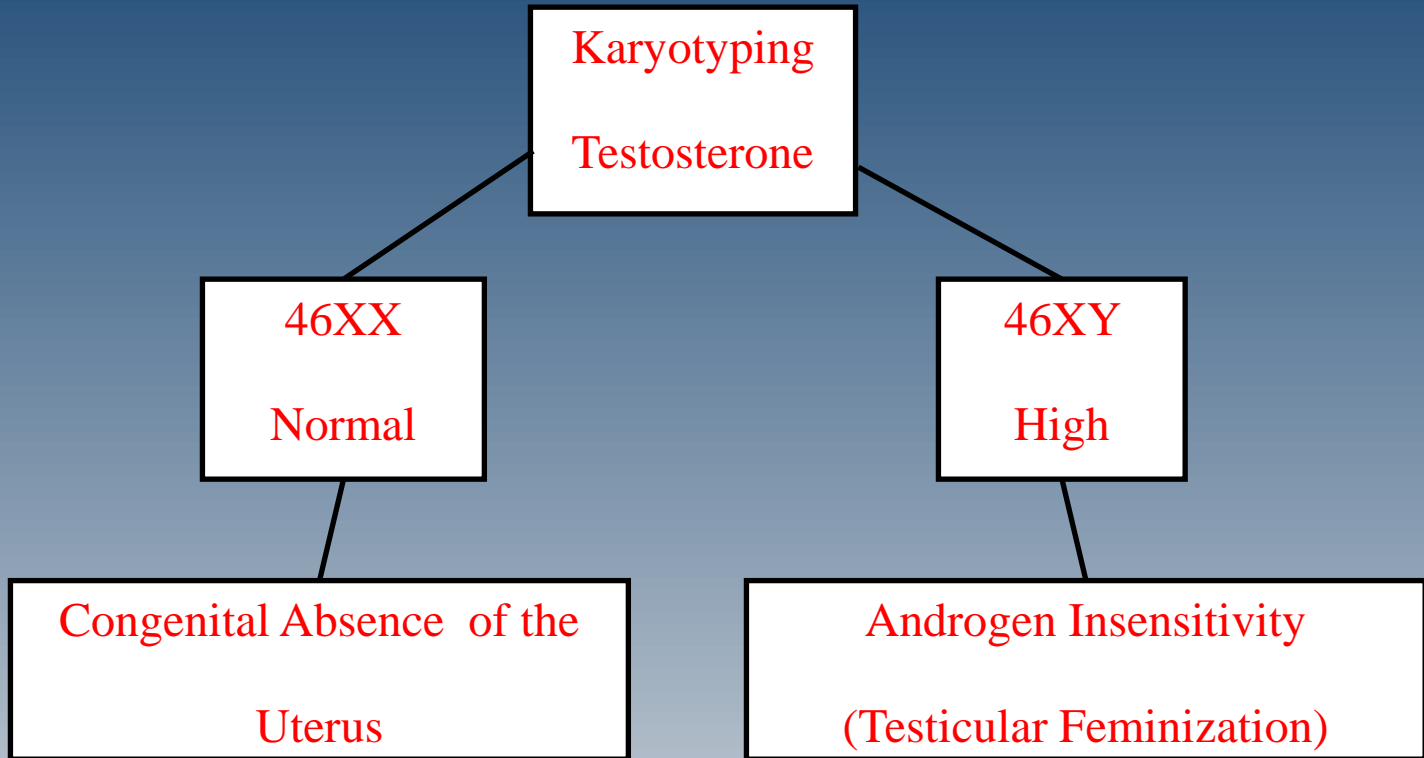 Karyotyping
Testosterone
46XX
Normal
46XY
High
Congenital Absence of the
Uterus
Androgen Insensitivity
(Testicular Feminization)